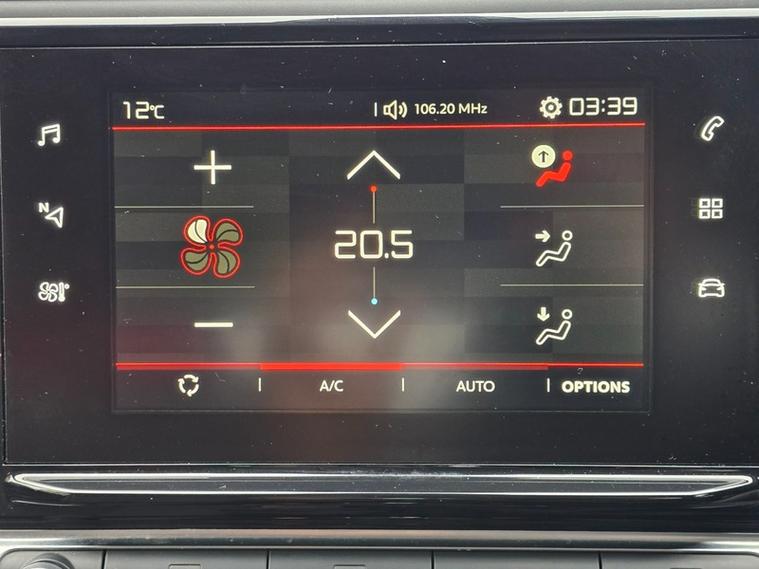 12°C
106.20 MHz
03:39
N
20.5
A/C
AUTO
OPTIONS